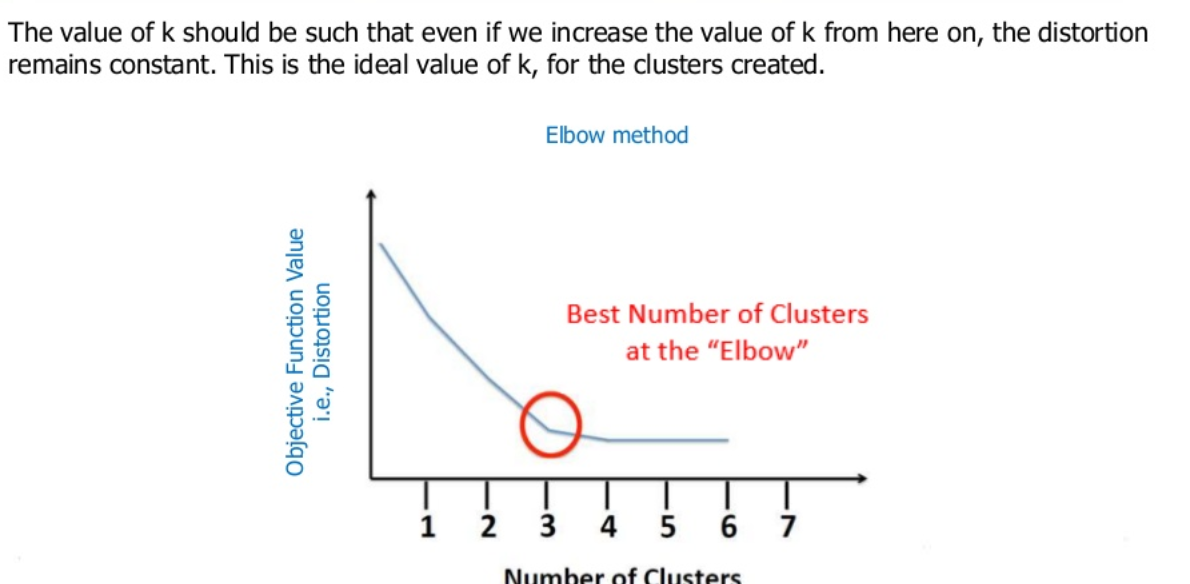 The value of k should be such that even if we increase the value of k from here on, the distortion
remains constant. This is the ideal value of k, for the clusters created.
Elbow method
Objective Function Value
i.e., Distortion
Best Number of Clusters
at the “Elbow”
1 2 3 4 5 6 7
Number of Clusters